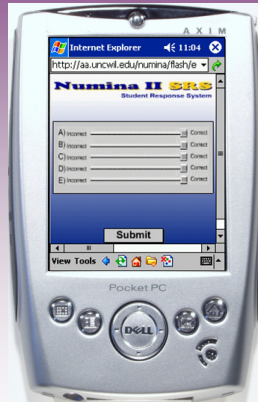 AXIM
Internet Explorer 11:04
http://aa.uncwil.edu/numina/flash/e
Numina II SRS
Student Response System
A) Incorrect Correct
B) Incorrect Correct
C) Incorrect Correct
D) Incorrect Correct
E) Incorrect Correct
Submit
View Tools
Pocket PC
DELL